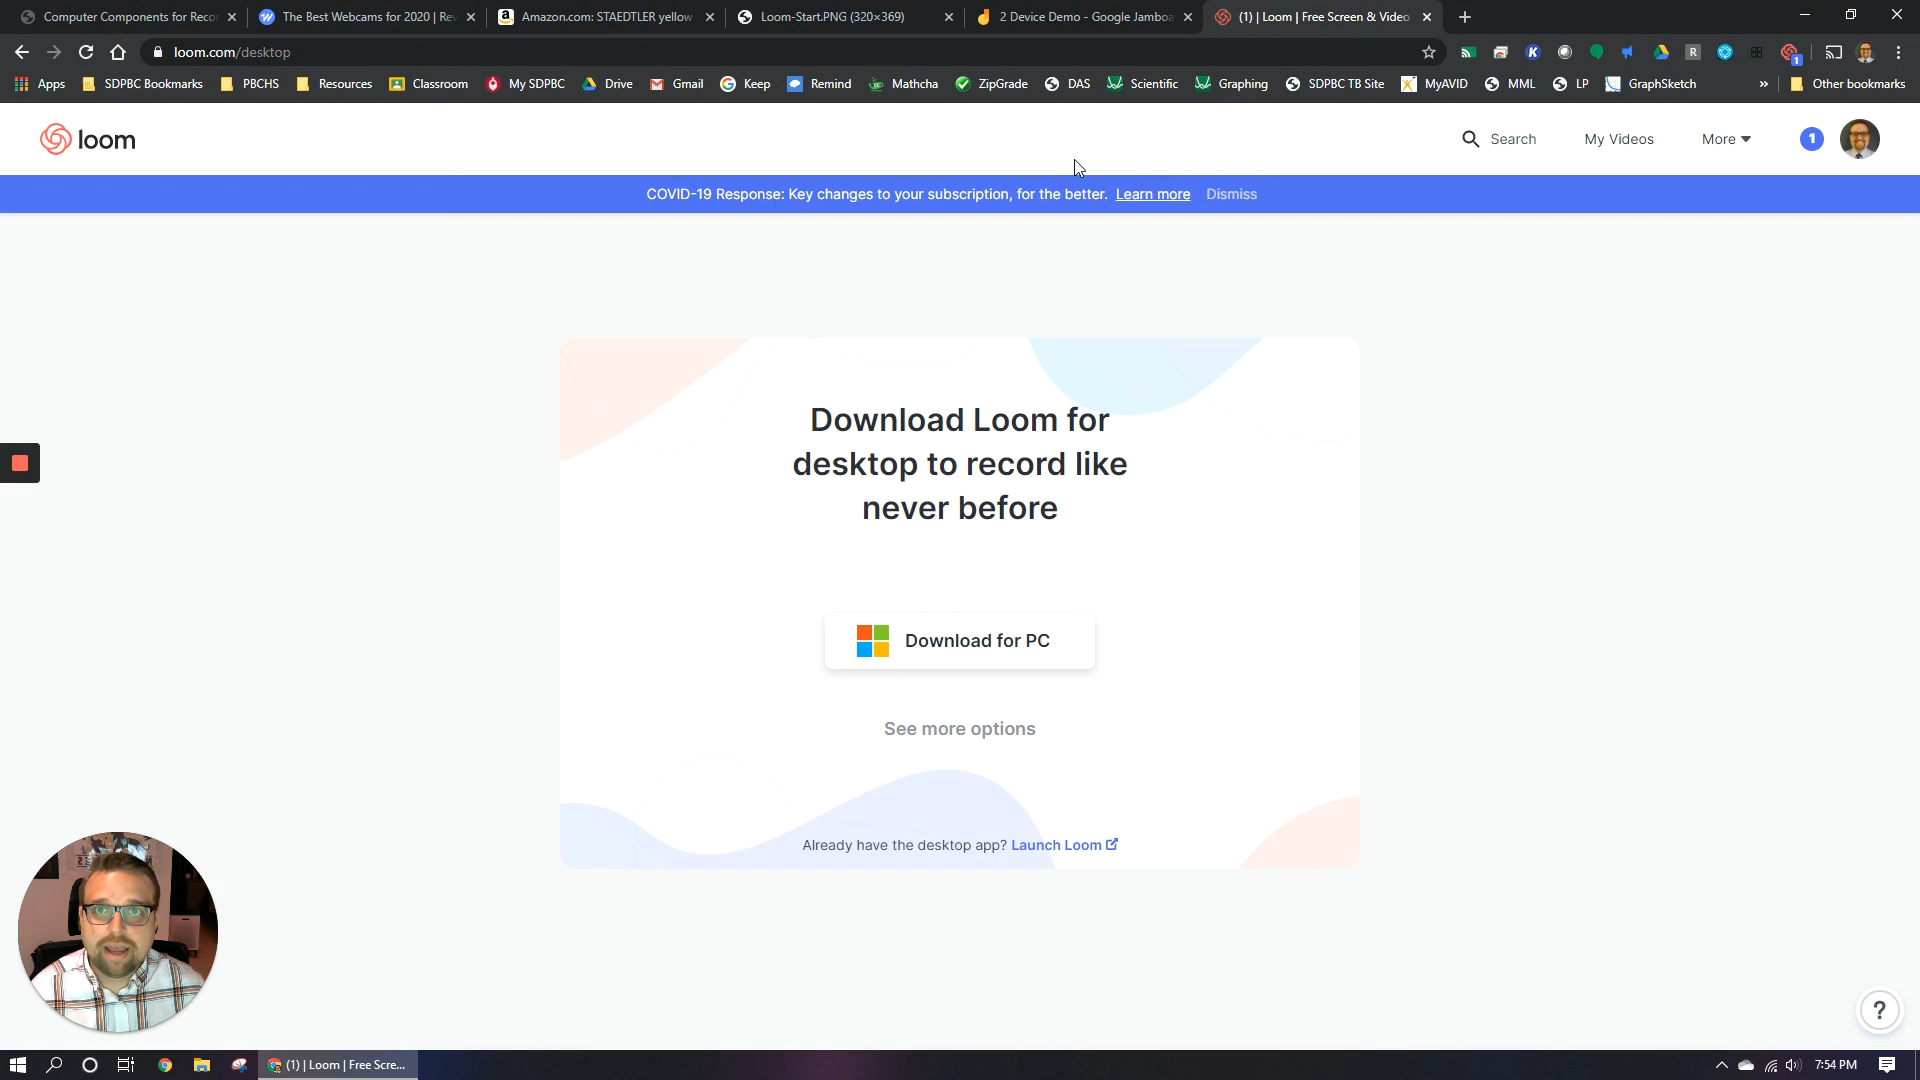 Computer Components for Recor
The Best Webcams for 2020 | Rev
Amazon.com: STAEDTLER yellow
Loom-Start.PNG (320×369)
2 Device Demo - Google Jamboa
(1) | Loom | Free Screen & Video
loom.com/desktop
Apps
SDPBC Bookmarks
PBCHS
Resources
Classroom
My SDPBC
Drive
Gmail
Keep
Remind
Mathcha
ZipGrade
DAS
Scientific
Graphing
SDPBC TB Site
MyAVID
MML
LP
GraphSketch
»
Other bookmarks
loom
Search
My Videos
More
1
COVID-19 Response: Key changes to your subscription, for the better. Learn more Dismiss
Download Loom for
desktop to record like
never before
Download for PC
See more options
Already have the desktop app? Launch Loom
?
(1) | Loom | Free Scre...
7:54 PM